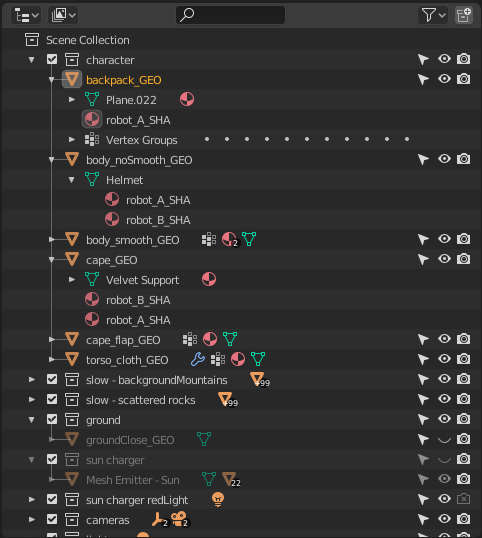 Scene Collection
character
backpack_GEO
Plane.022
robot_A_SHA
Vertex Groups
body_noSmooth_GEO
Helmet
robot_A_SHA
robot_B_SHA
body_smooth_GEO 2
cape_GEO
Velvet Support
robot_B_SHA
robot_A_SHA
cape_flap_GEO
torso_cloth_GEO
slow - backgroundMountains +99
slow - scattered rocks +99
ground
groundClose_GEO
sun charger
Mesh Emitter - Sun 22
sun charger redLight
cameras 2 2